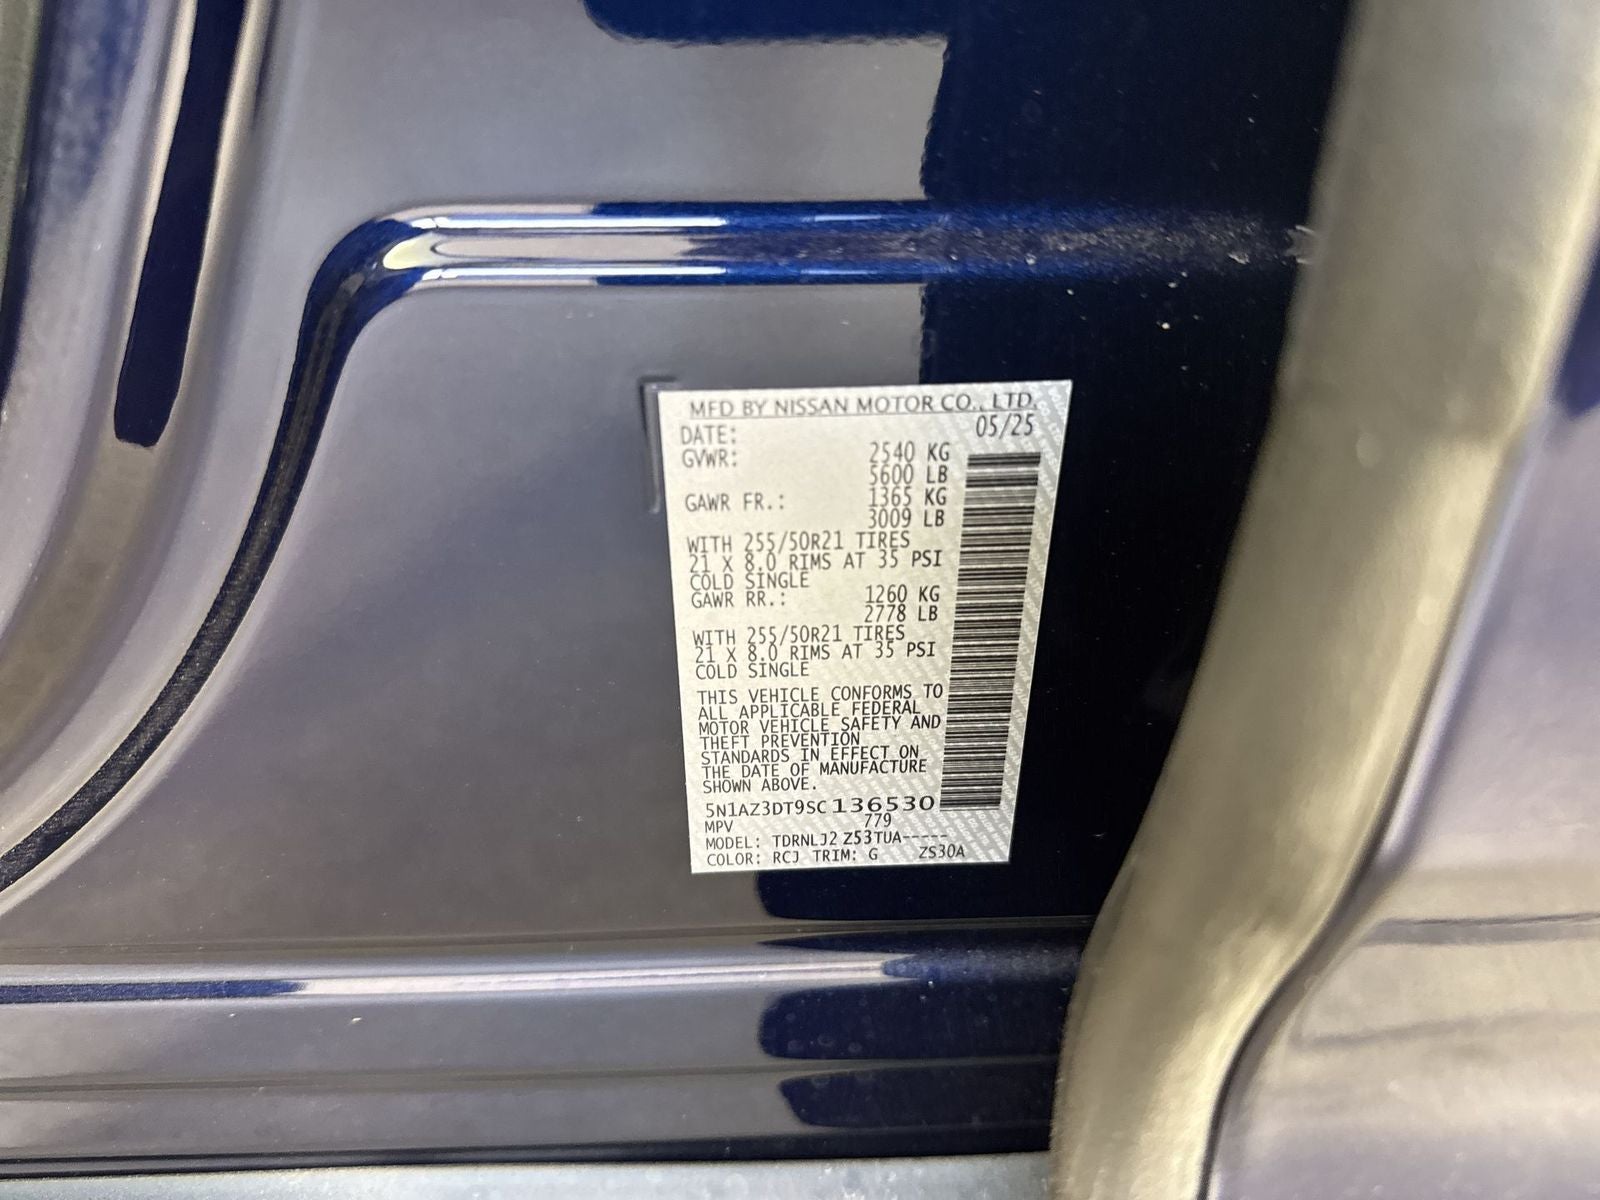 MFD BY NISSAN MOTOR CO., LTD.
DATE: 05/25
GVWR: 2540 KG
5600 LB
GAWR FR.: 1365 KG
3009 LB
WITH 255/50R21 TIRES
21 X 8.0 RIMS AT 35 PSI
COLD SINGLE
GAWR RR.: 1260 KG
2778 LB
WITH 255/50R21 TIRES
21 X 8.0 RIMS AT 35 PSI
COLD SINGLE
THIS VEHICLE CONFORMS TO
ALL APPLICABLE FEDERAL
MOTOR VEHICLE SAFETY AND
THEFT PREVENTION
STANDARDS IN EFFECT ON
THE DATE OF MANUFACTURE
SHOWN ABOVE.
5N1AZ3DT9SC136530
MPV 779
MODEL: TDRNLJ2 Z53TUA-----
COLOR: RCJ TRIM: G ZS30A